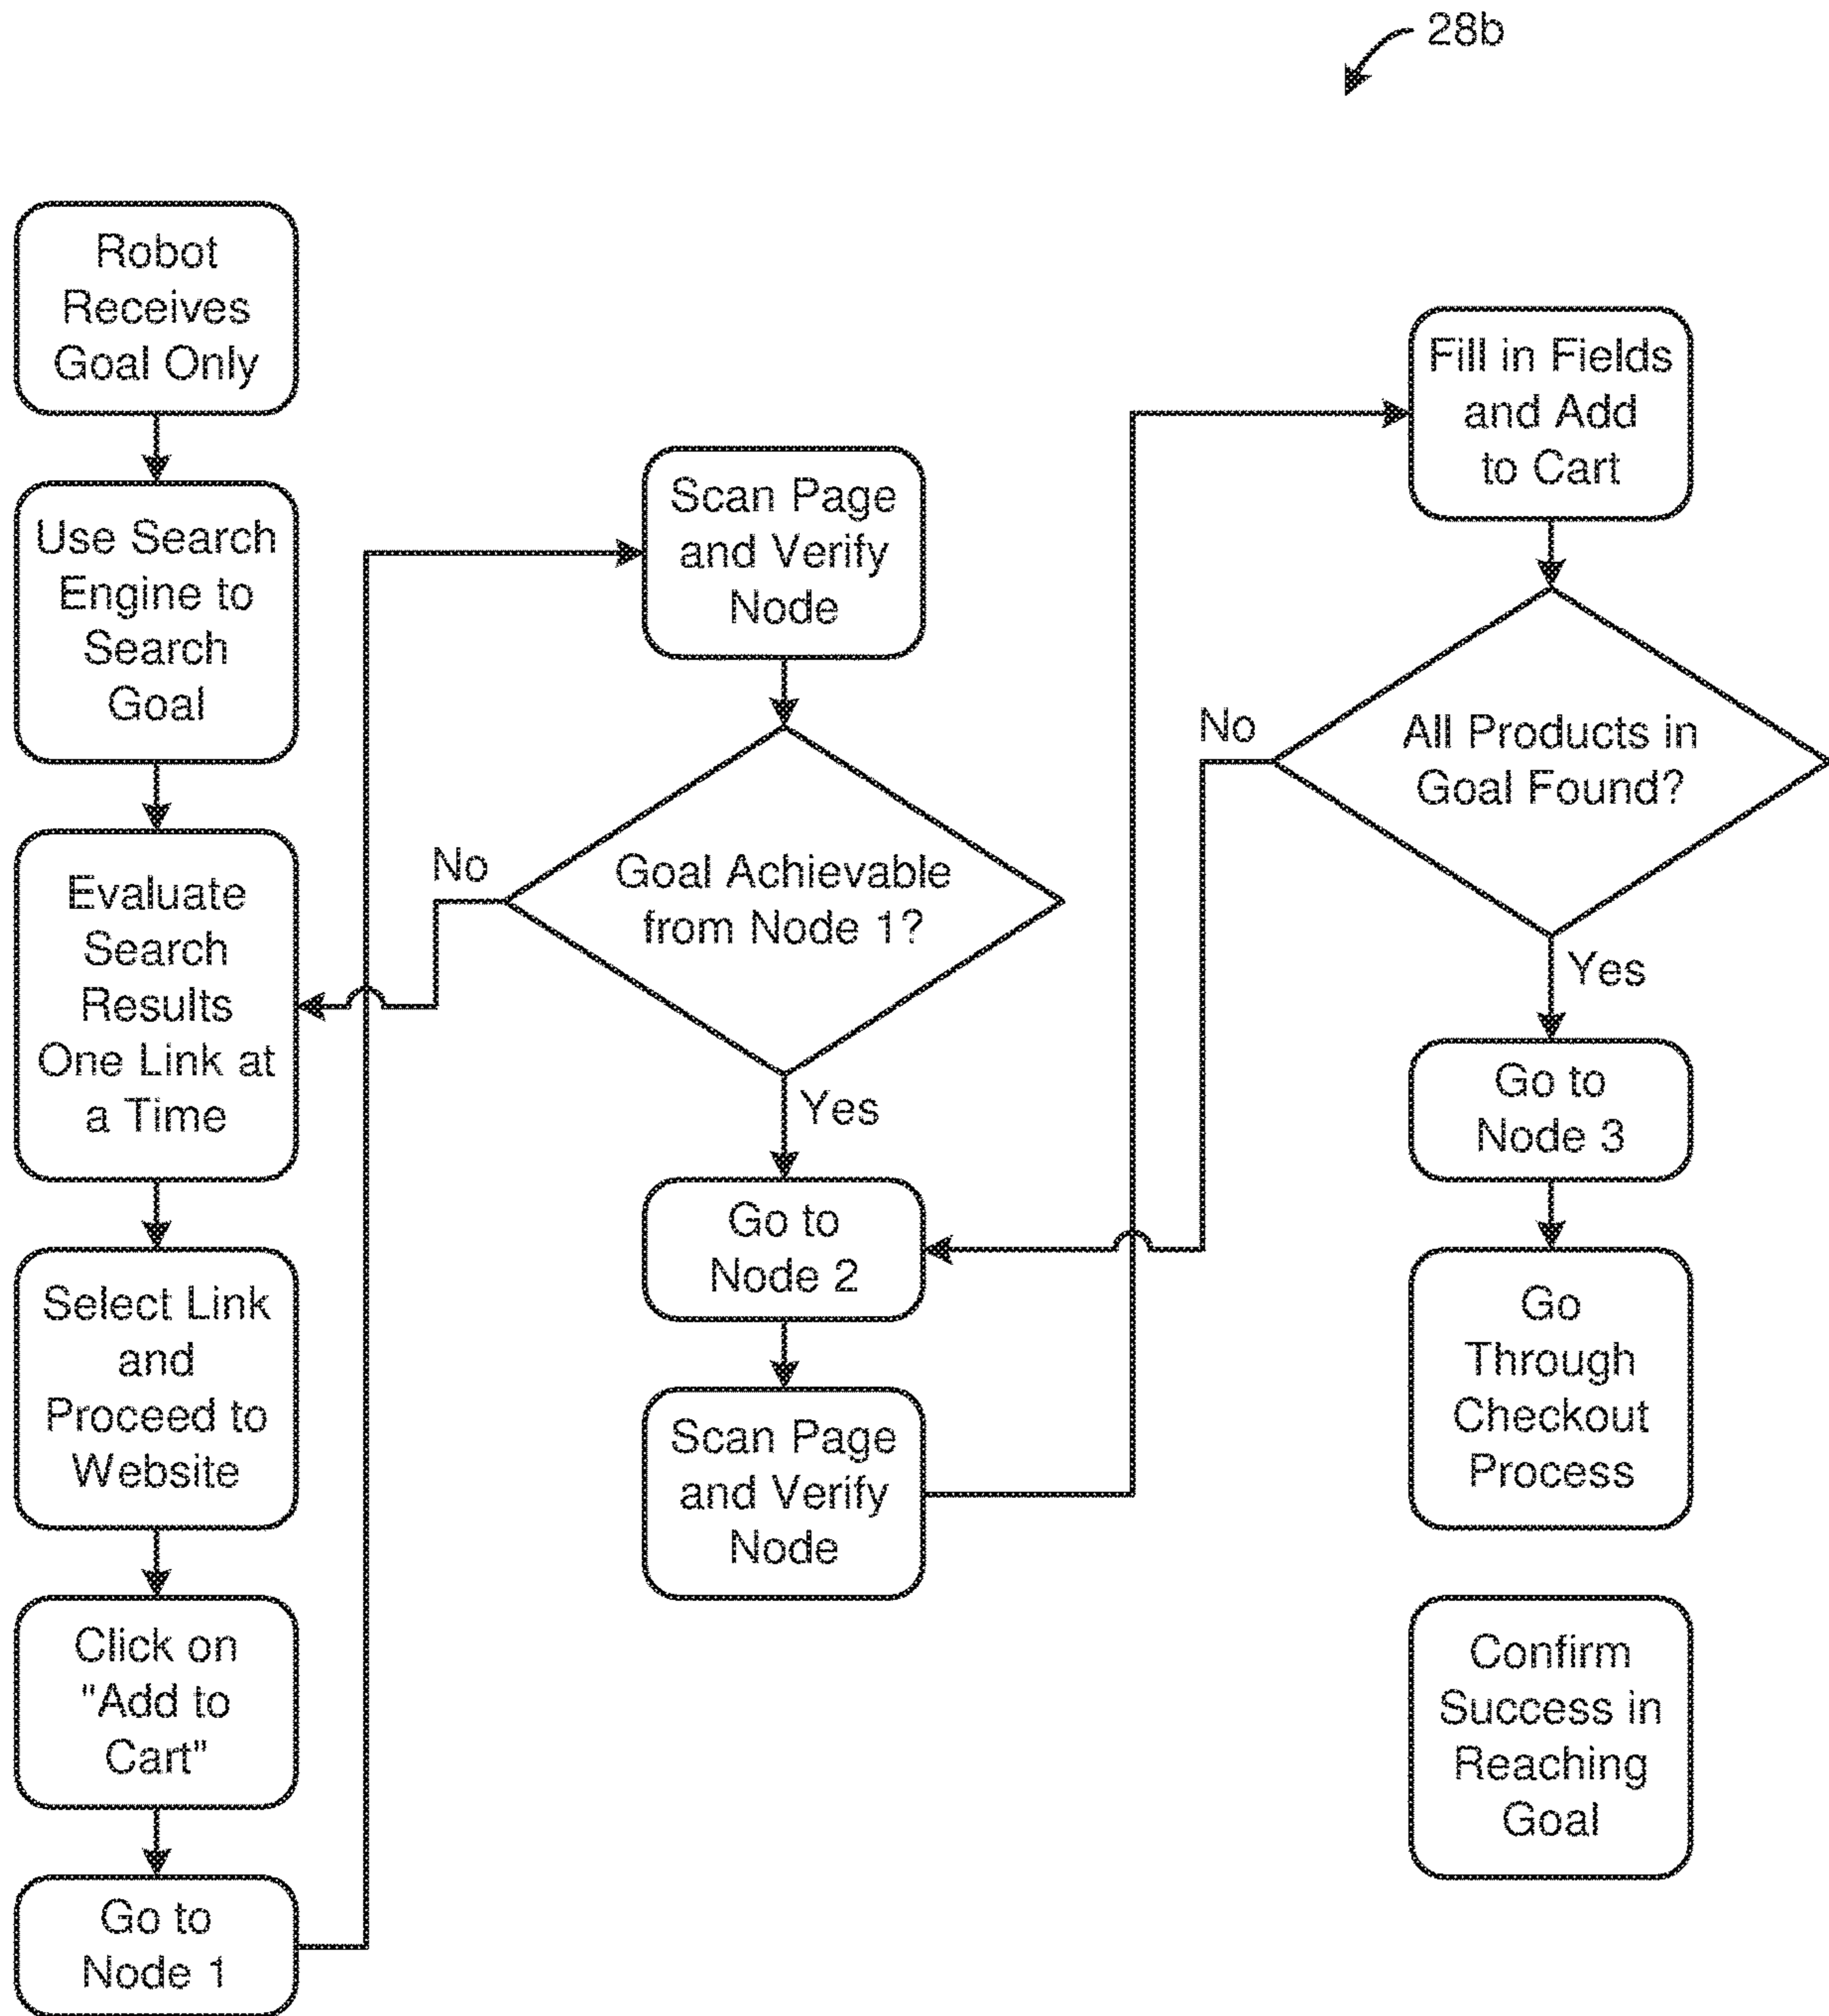 28b
Robot
Receives
Goal Only
Use Search
Engine to
Search
Goal
Evaluate
Search
Results
One Link at
a Time
Select Link
and
Proceed to
Website
Click on
"Add to
Cart"
Go to
Node 1
Scan Page
and Verify
Node
Goal Achievable
from Node 1?
No
Yes
Go to
Node 2
Scan Page
and Verify
Node
Fill in Fields
and Add
to Cart
All Products in
Goal Found?
No
Yes
Go to
Node 3
Go
Through
Checkout
Process
Confirm
Success in
Reaching
Goal